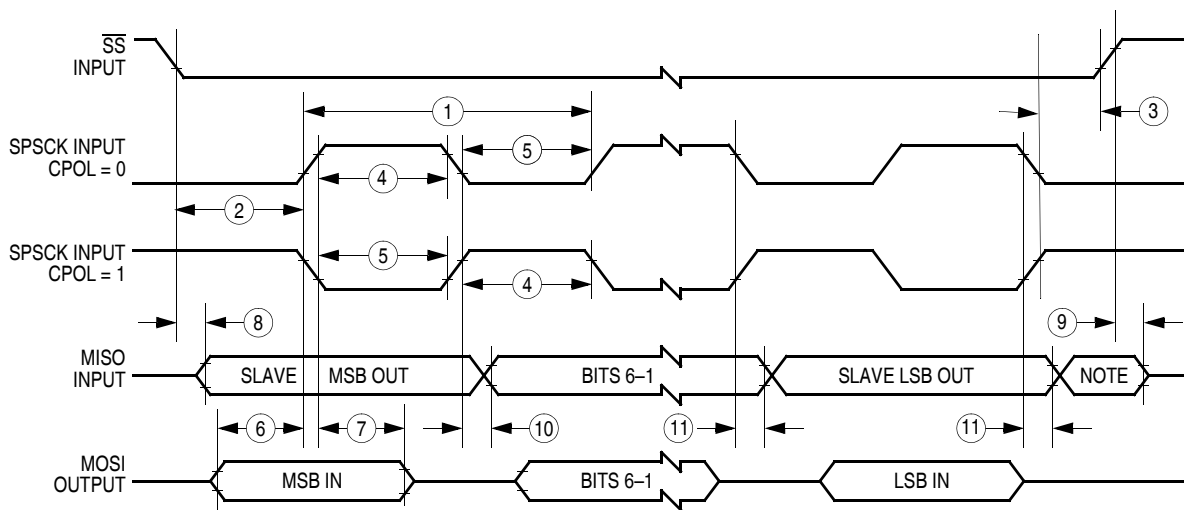 SS
INPUT
1
3
SPSCK INPUT
CPOL = 0
5
4
2
SPSCK INPUT
CPOL = 1
5
4
8
9
MISO
INPUT
SLAVE MSB OUT
BITS 6–1
SLAVE LSB OUT
NOTE
6
7
10
11
11
MOSI
OUTPUT
MSB IN
BITS 6–1
LSB IN